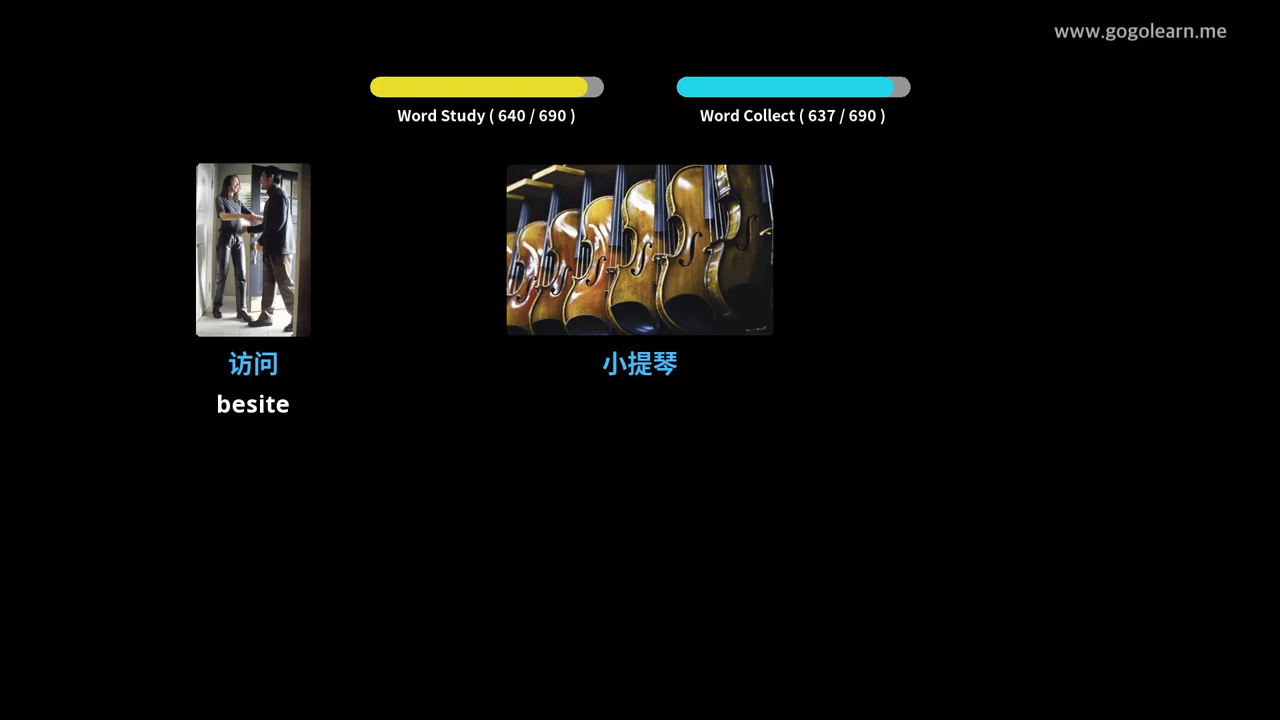 www.gogolearn.me
Word Study ( 640 / 690 )
Word Collect ( 637 / 690 )
访问
小提琴
besite